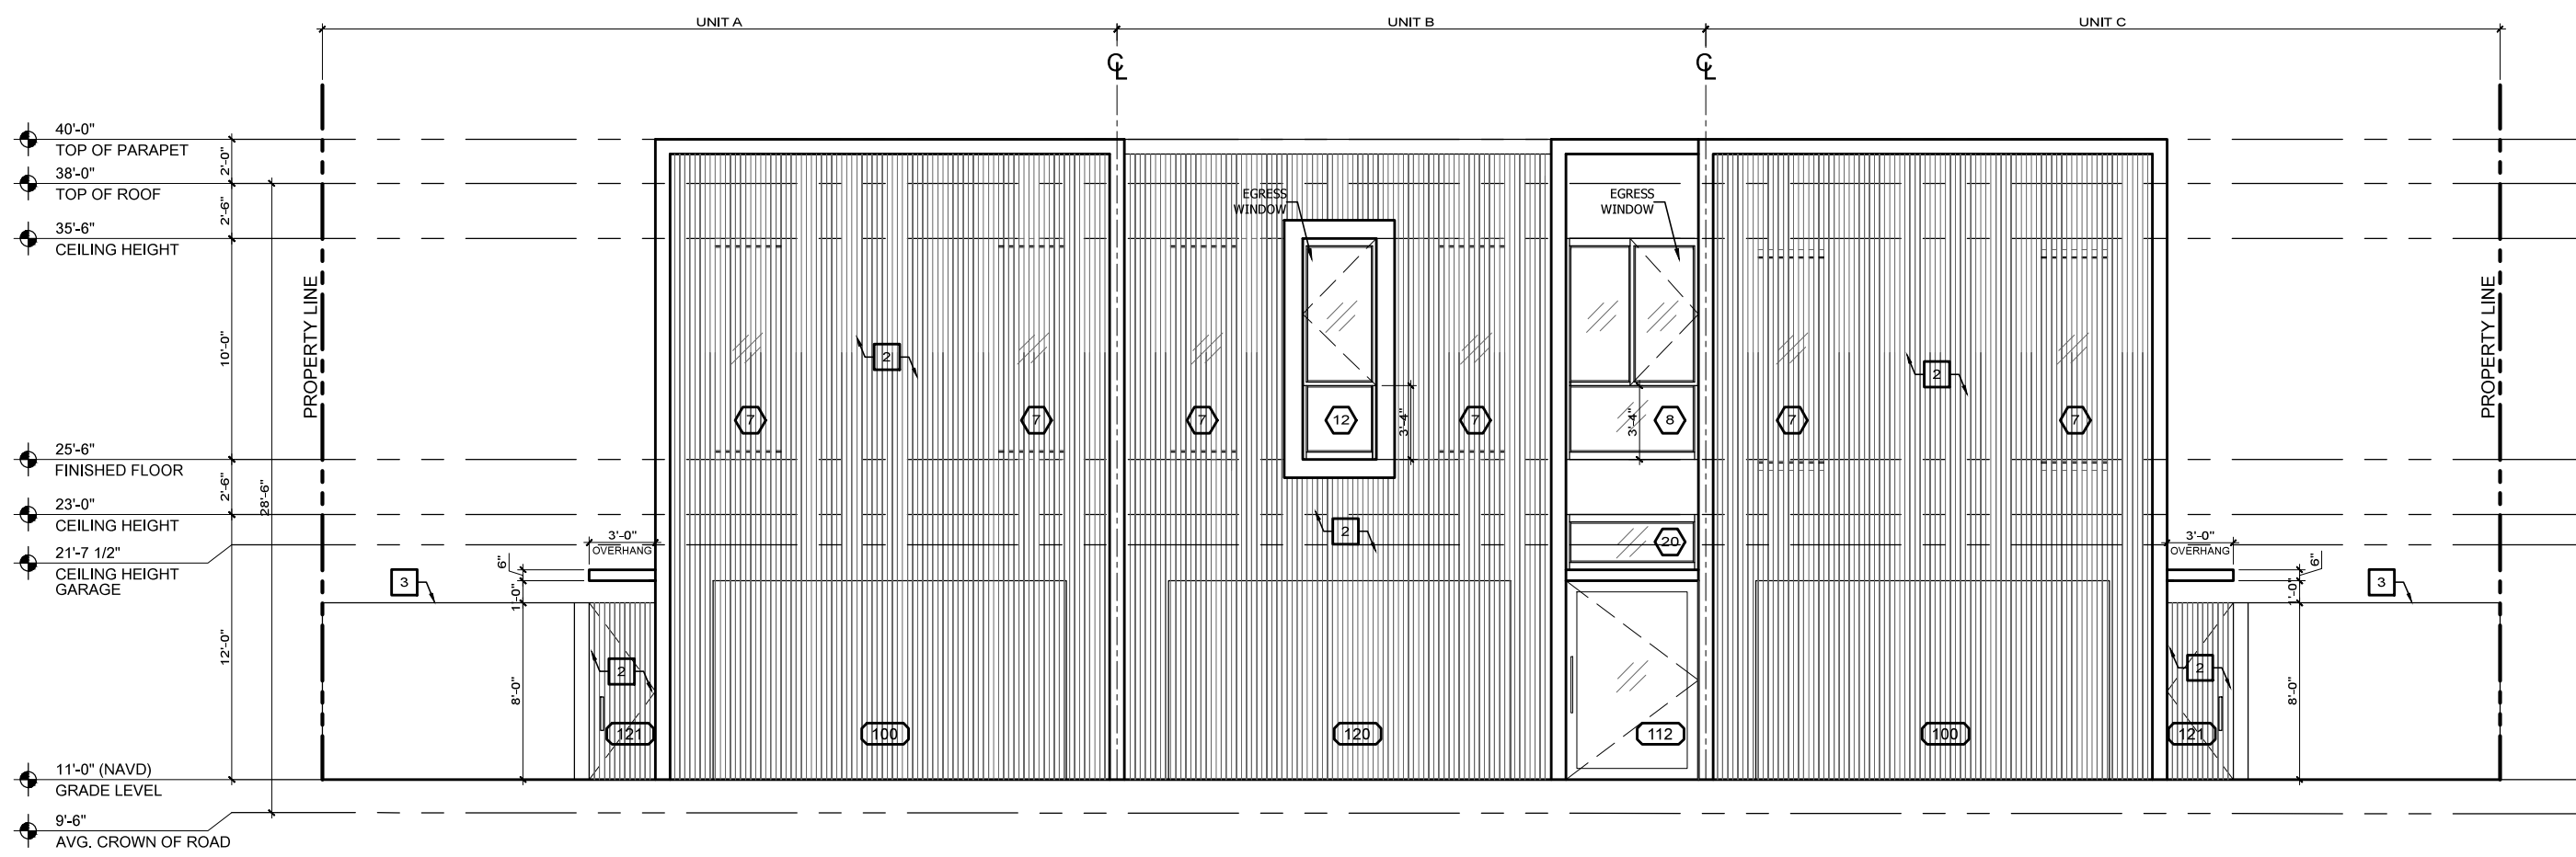 UNIT A
UNIT B
UNIT C
CL
CL
40'-0"
TOP OF PARAPET
2'-0"
38'-0"
TOP OF ROOF
2'-6"
35'-6"
CEILING HEIGHT
10'-0"
25'-6"
FINISHED FLOOR
2'-6"
28'-6"
23'-0"
CEILING HEIGHT
21'-7 1/2"
CEILING HEIGHT
GARAGE
12'-0"
11'-0" (NAVD)
GRADE LEVEL
9'-6"
AVG. CROWN OF ROAD
PROPERTY LINE
3
3'-0"
OVERHANG
6"
1'-0"
8'-0"
2
121
2
7
7
100
EGRESS
WINDOW
7
12
3'-4"
7
2
120
EGRESS
WINDOW
3'-4"
8
20
112
2
7
7
100
3'-0"
OVERHANG
6"
1'-0"
3
2
8'-0"
121
PROPERTY LINE